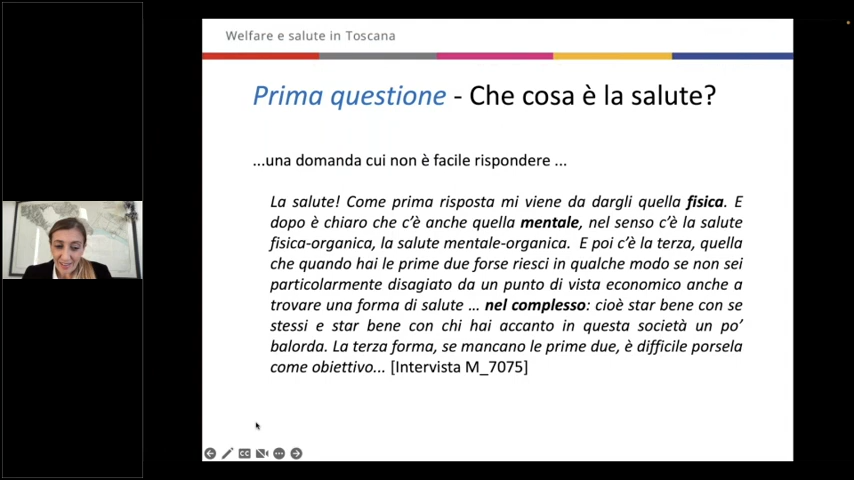 Welfare e salute in Toscana
Prima questione - Che cosa è la salute?
...una domanda cui non è facile rispondere ...
La salute! Come prima risposta mi viene da dargli quella fisica. E
dopo è chiaro che c’è anche quella mentale, nel senso c’è la salute
fisica-organica, la salute mentale-organica. E poi c’è la terza, quella
che quando hai le prime due forse riesci in qualche modo se non sei
particolarmente disagiato da un punto di vista economico anche a
trovare una forma di salute … nel complesso: cioè star bene con se
stessi e star bene con chi hai accanto in questa società un po’
balorda. La terza forma, se mancano le prime due, è difficile porsela
come obiettivo... [Intervista M_7075]
CC